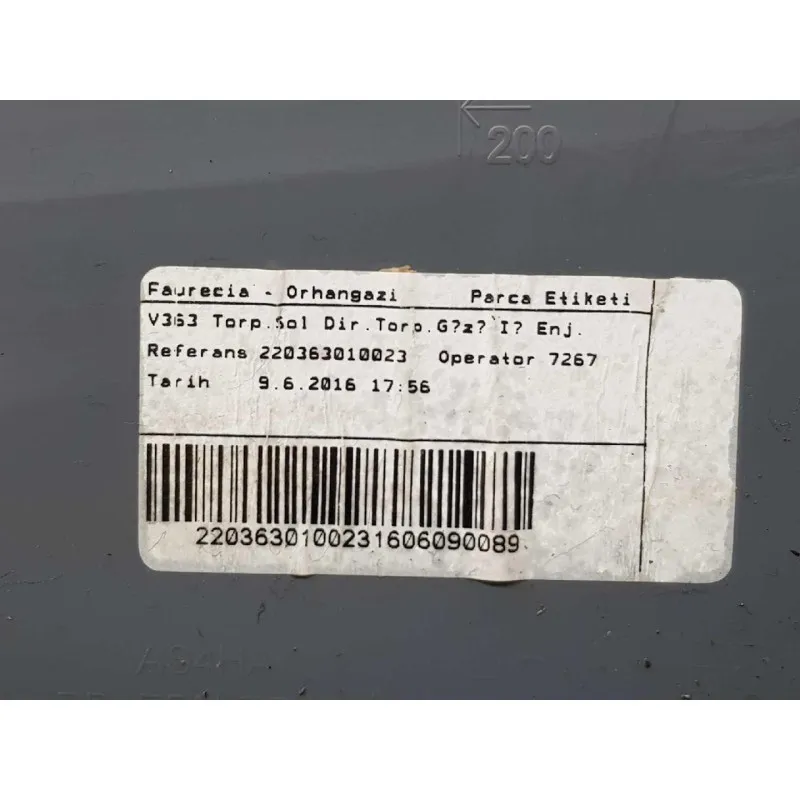 200
Faurecia - Orhangazi Parca Etiketi
V363 Torp.Sol Dir.Torp.G?z? I? Enj.
Referans 220363010023 Operator 7267
Tarih 9.6.2016 17:56
2203630100231606090089